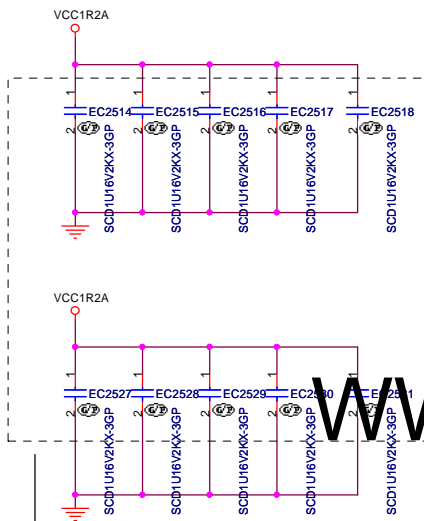 VCC1R2A
1 1 1 1 1
EC2514 EC2515 EC2516 EC2517 EC2518
2 2 2 2 2
SCD1U16V2KX-3GP SCD1U16V2KX-3GP SCD1U16V2KX-3GP SCD1U16V2KX-3GP SCD1U16V2KX-3GP
VCC1R2A
1 1 1 1 1
EC2527 EC2528 EC2529
2 2 2 2 2
SCD1U16V2KX-3GP SCD1U16V2KX-3GP SCD1U16V2KX-3GP SCD1U16V2KX-3GP SCD1U16V2KX-3GP